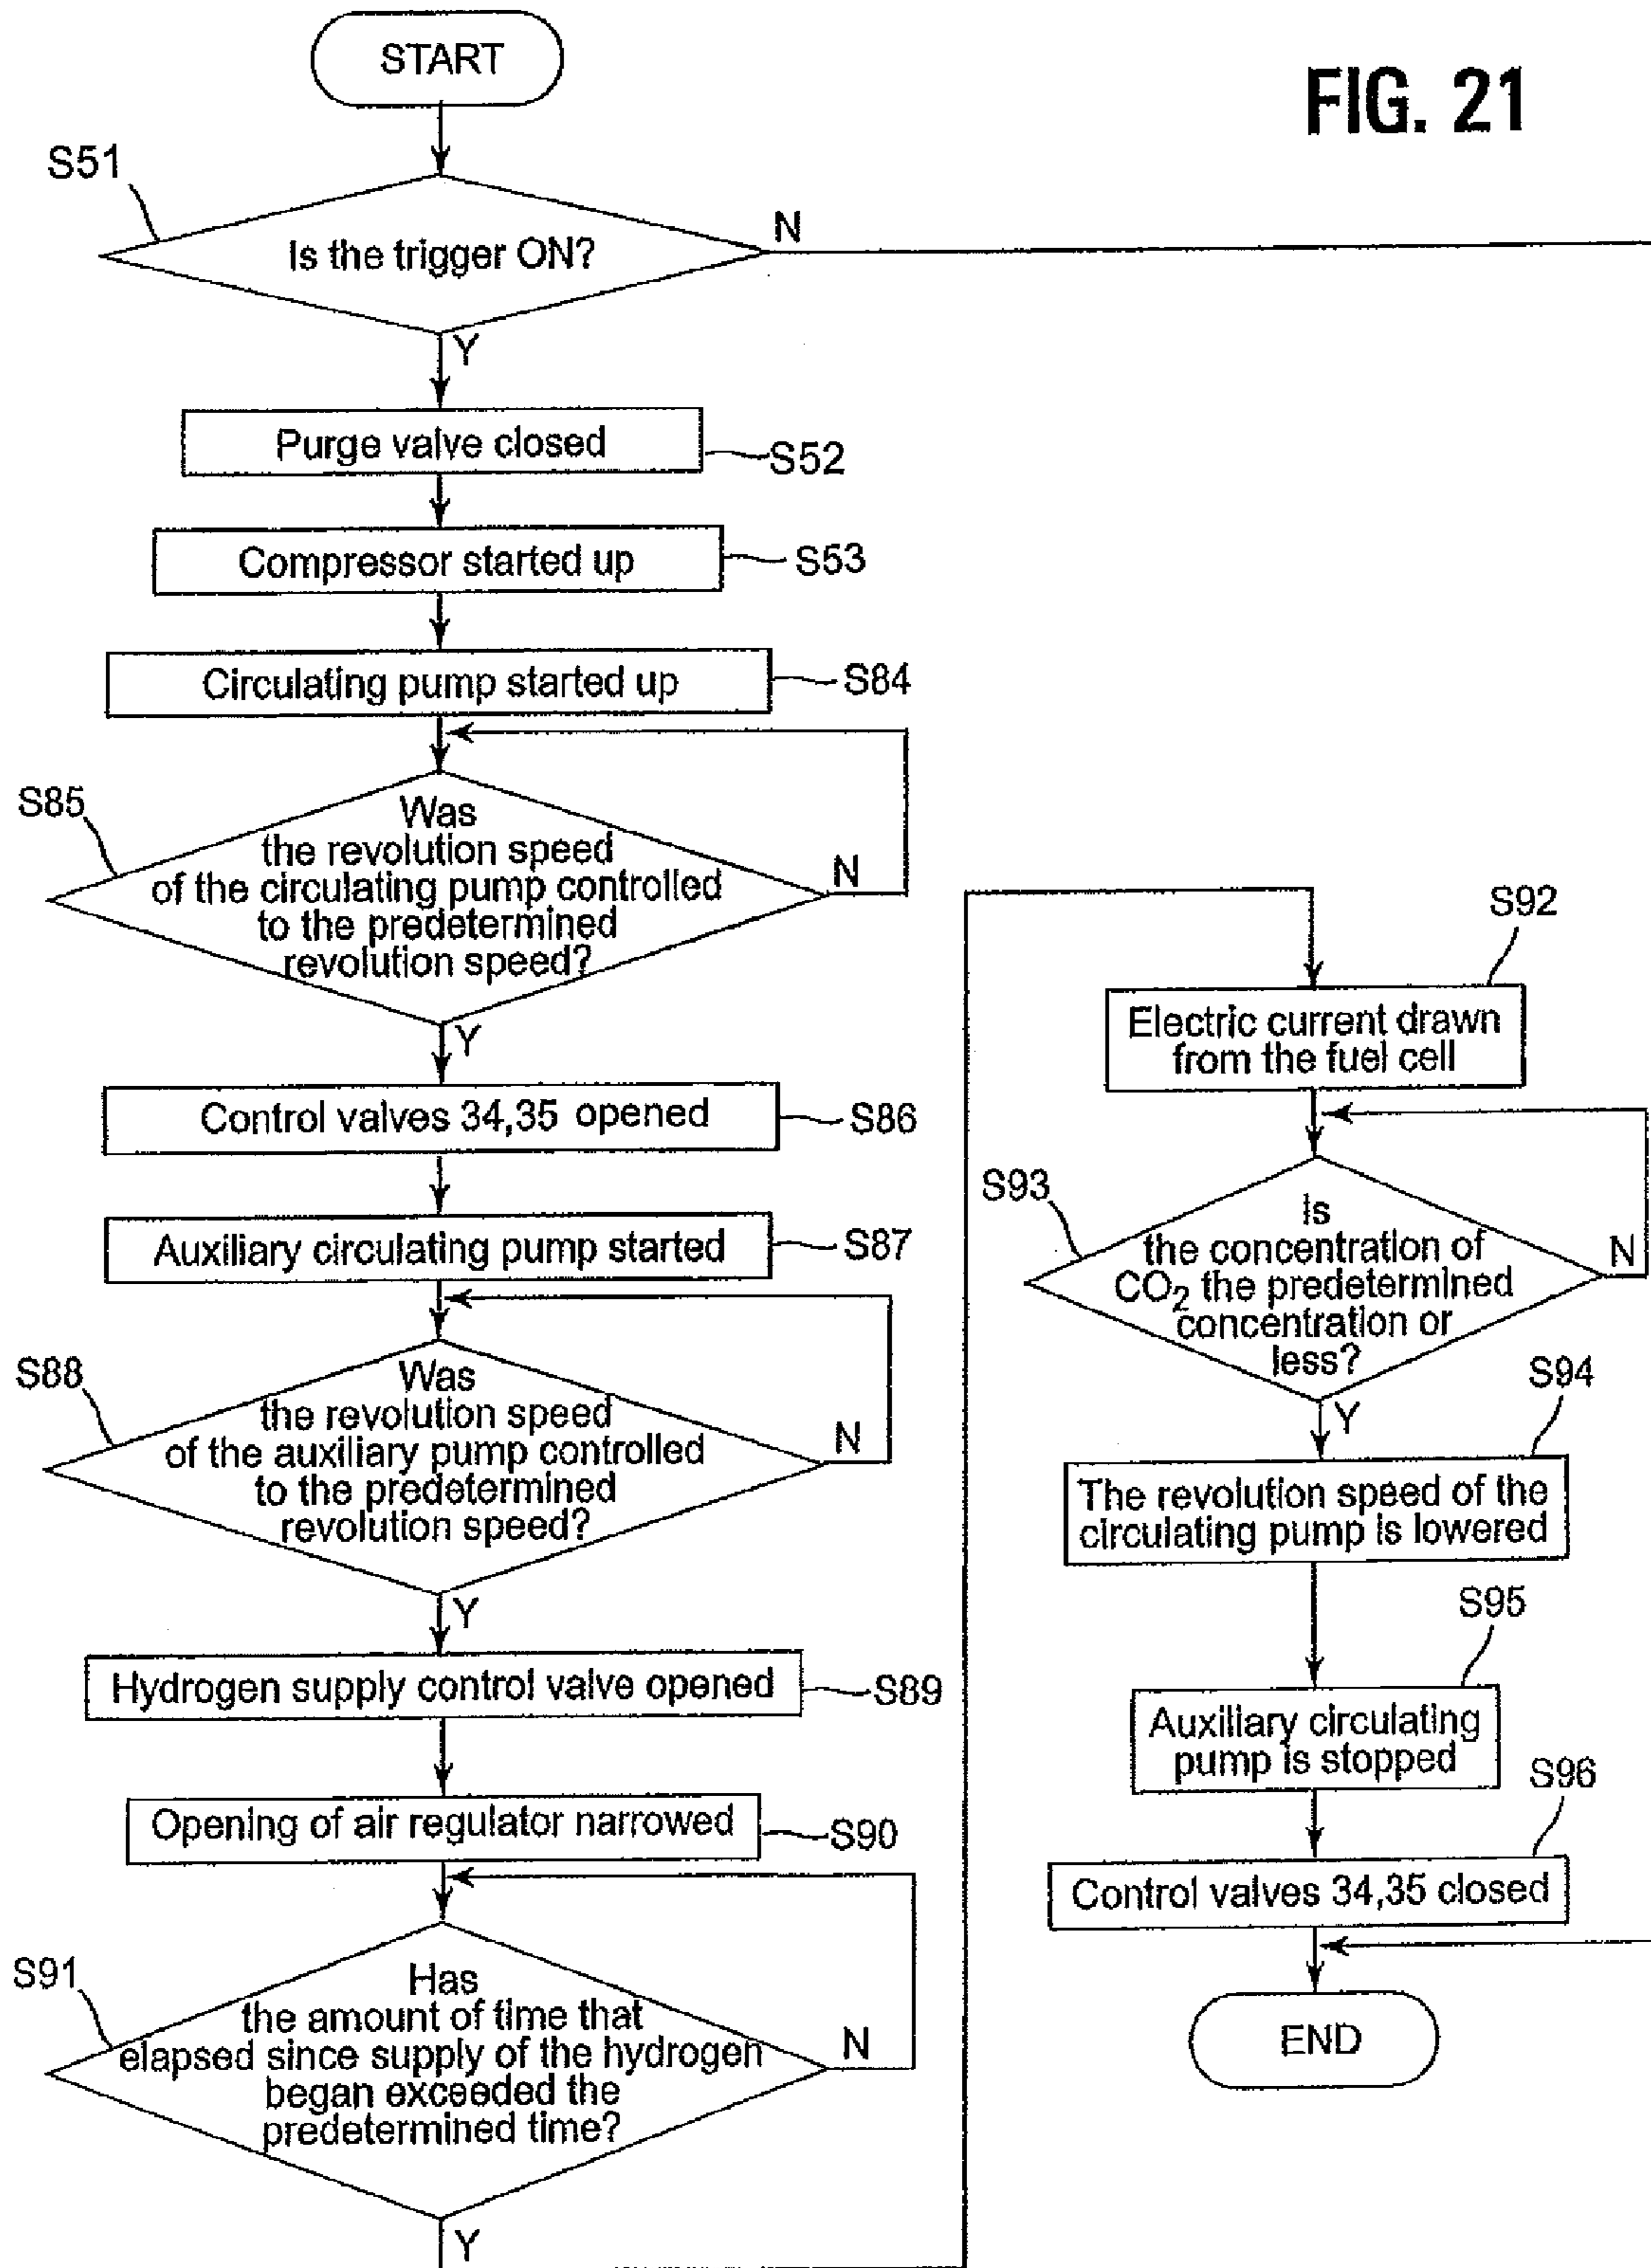 FIG. 21
START
S51
Is the trigger ON?
N
Y
Purge valve closed
S52
Compressor started up
S53
Circulating pump started up
S84
S85
Was
the revolution speed
of the circulating pump controlled
to the predetermined
revolution speed?
N
Y
Control valves 34,35 opened
S86
Auxiliary circulating pump started
S87
S88
Was
the revolution speed
of the auxiliary pump controlled
to the predetermined
revolution speed?
N
Y
Hydrogen supply control valve opened
S89
Opening of air regulator narrowed
S90
S91
Has
the amount of time that
elapsed since supply of the hydrogen
began exceeded the
predetermined time?
N
Y
S92
Electric current drawn
from the fuel cell
S93
Is
the concentration of
CO₂ the predetermined
concentration or
less?
N
Y
S94
The revolution speed of the
circulating pump is lowered
S95
Auxiliary circulating
pump is stopped
S96
Control valves 34,35 closed
END